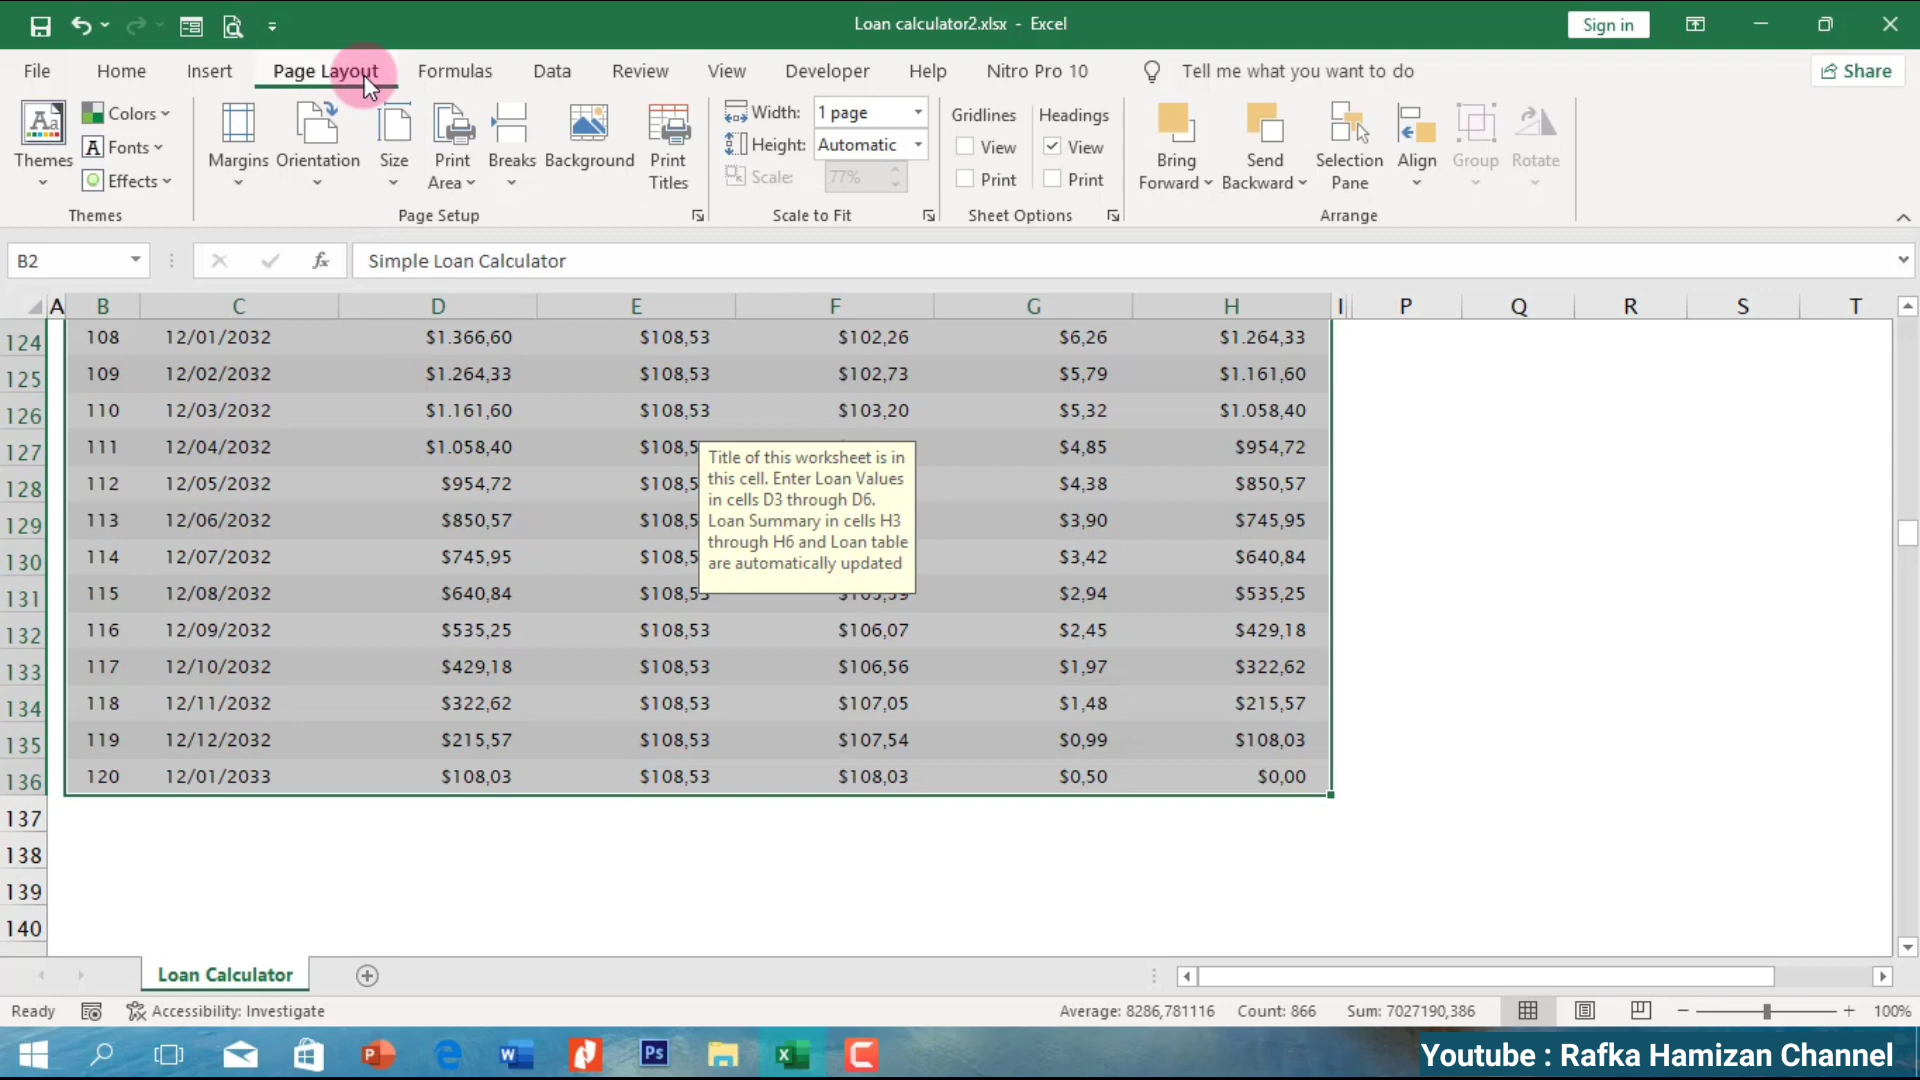 Loan calculator2.xlsx - Excel
Sign in
File Home Insert Page Layout Formulas Data Review View Developer Help Nitro Pro 10 Tell me what you want to do Share
Themes Colors Fonts Effects
Themes
Margins Orientation Size Print Area Breaks Background Print Titles
Page Setup
Width: 1 page
Height: Automatic
Scale: 77%
Scale to Fit
Gridlines Headings
View View
Print Print
Sheet Options
Bring Forward Send Backward Selection Pane Align Group Rotate
Arrange
B2 fx Simple Loan Calculator
A B C D E F G H I P Q R S T
124 108 12/01/2032 $1.366,60 $108,53 $102,26 $6,26 $1.264,33
125 109 12/02/2032 $1.264,33 $108,53 $102,73 $5,79 $1.161,60
126 110 12/03/2032 $1.161,60 $108,53 $103,20 $5,32 $1.058,40
127 111 12/04/2032 $1.058,40 $108,5 $4,85 $954,72
128 112 12/05/2032 $954,72 $108,5 $4,38 $850,57
129 113 12/06/2032 $850,57 $108,5 $3,90 $745,95
130 114 12/07/2032 $745,95 $108,5 $3,42 $640,84
131 115 12/08/2032 $640,84 $108,53 $2,94 $535,25
132 116 12/09/2032 $535,25 $108,53 $106,07 $2,45 $429,18
133 117 12/10/2032 $429,18 $108,53 $106,56 $1,97 $322,62
134 118 12/11/2032 $322,62 $108,53 $107,05 $1,48 $215,57
135 119 12/12/2032 $215,57 $108,53 $107,54 $0,99 $108,03
136 120 12/01/2033 $108,03 $108,53 $108,03 $0,50 $0,00
137
138
139
140
Title of this worksheet is in
this cell. Enter Loan Values
in cells D3 through D6.
Loan Summary in cells H3
through H6 and Loan table
are automatically updated
Loan Calculator
Ready Accessibility: Investigate Average: 8286,781116 Count: 866 Sum: 7027190,386 100%
Youtube : Rafka Hamizan Channel